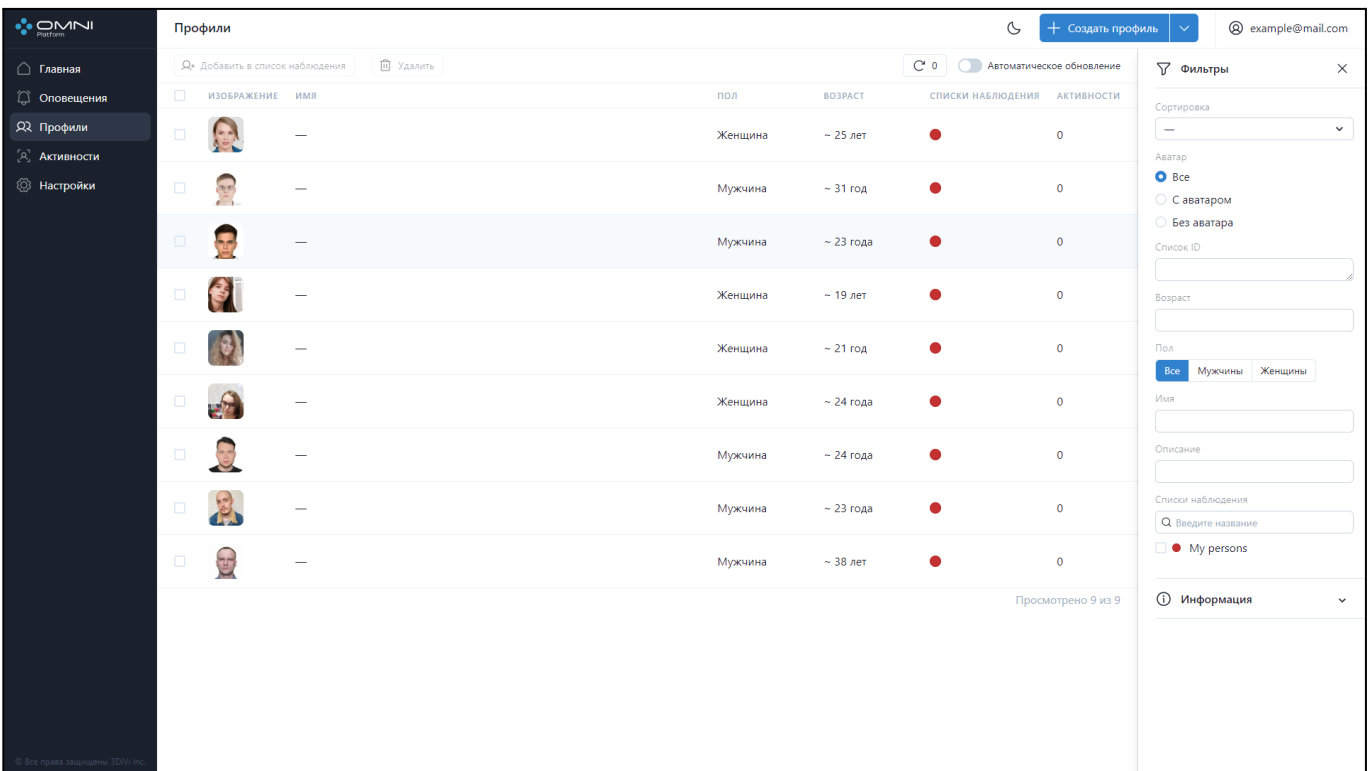 OMNI
Platform
Профили
Создать профиль
example@mail.com
Главная
Оповещения
Профили
Активности
Настройки
Добавить в список наблюдения
Удалить
0
Автоматическое обновление
ИЗОБРАЖЕНИЕ ИМЯ ПОЛ ВОЗРАСТ СПИСКИ НАБЛЮДЕНИЯ АКТИВНОСТИ
— Женщина ~ 25 лет 0
— Мужчина ~ 31 год 0
— Мужчина ~ 23 года 0
— Женщина ~ 19 лет 0
— Женщина ~ 21 год 0
— Женщина ~ 24 года 0
— Мужчина ~ 24 года 0
— Мужчина ~ 23 года 0
— Мужчина ~ 38 лет 0
Просмотрено 9 из 9
Фильтры
Сортировка
—
Аватар
Все
С аватаром
Без аватара
Список ID
Возраст
Пол
Все Мужчины Женщины
Имя
Описание
Списки наблюдения
Введите название
My persons
Информация
© Все права защищены 3DiVi Inc.